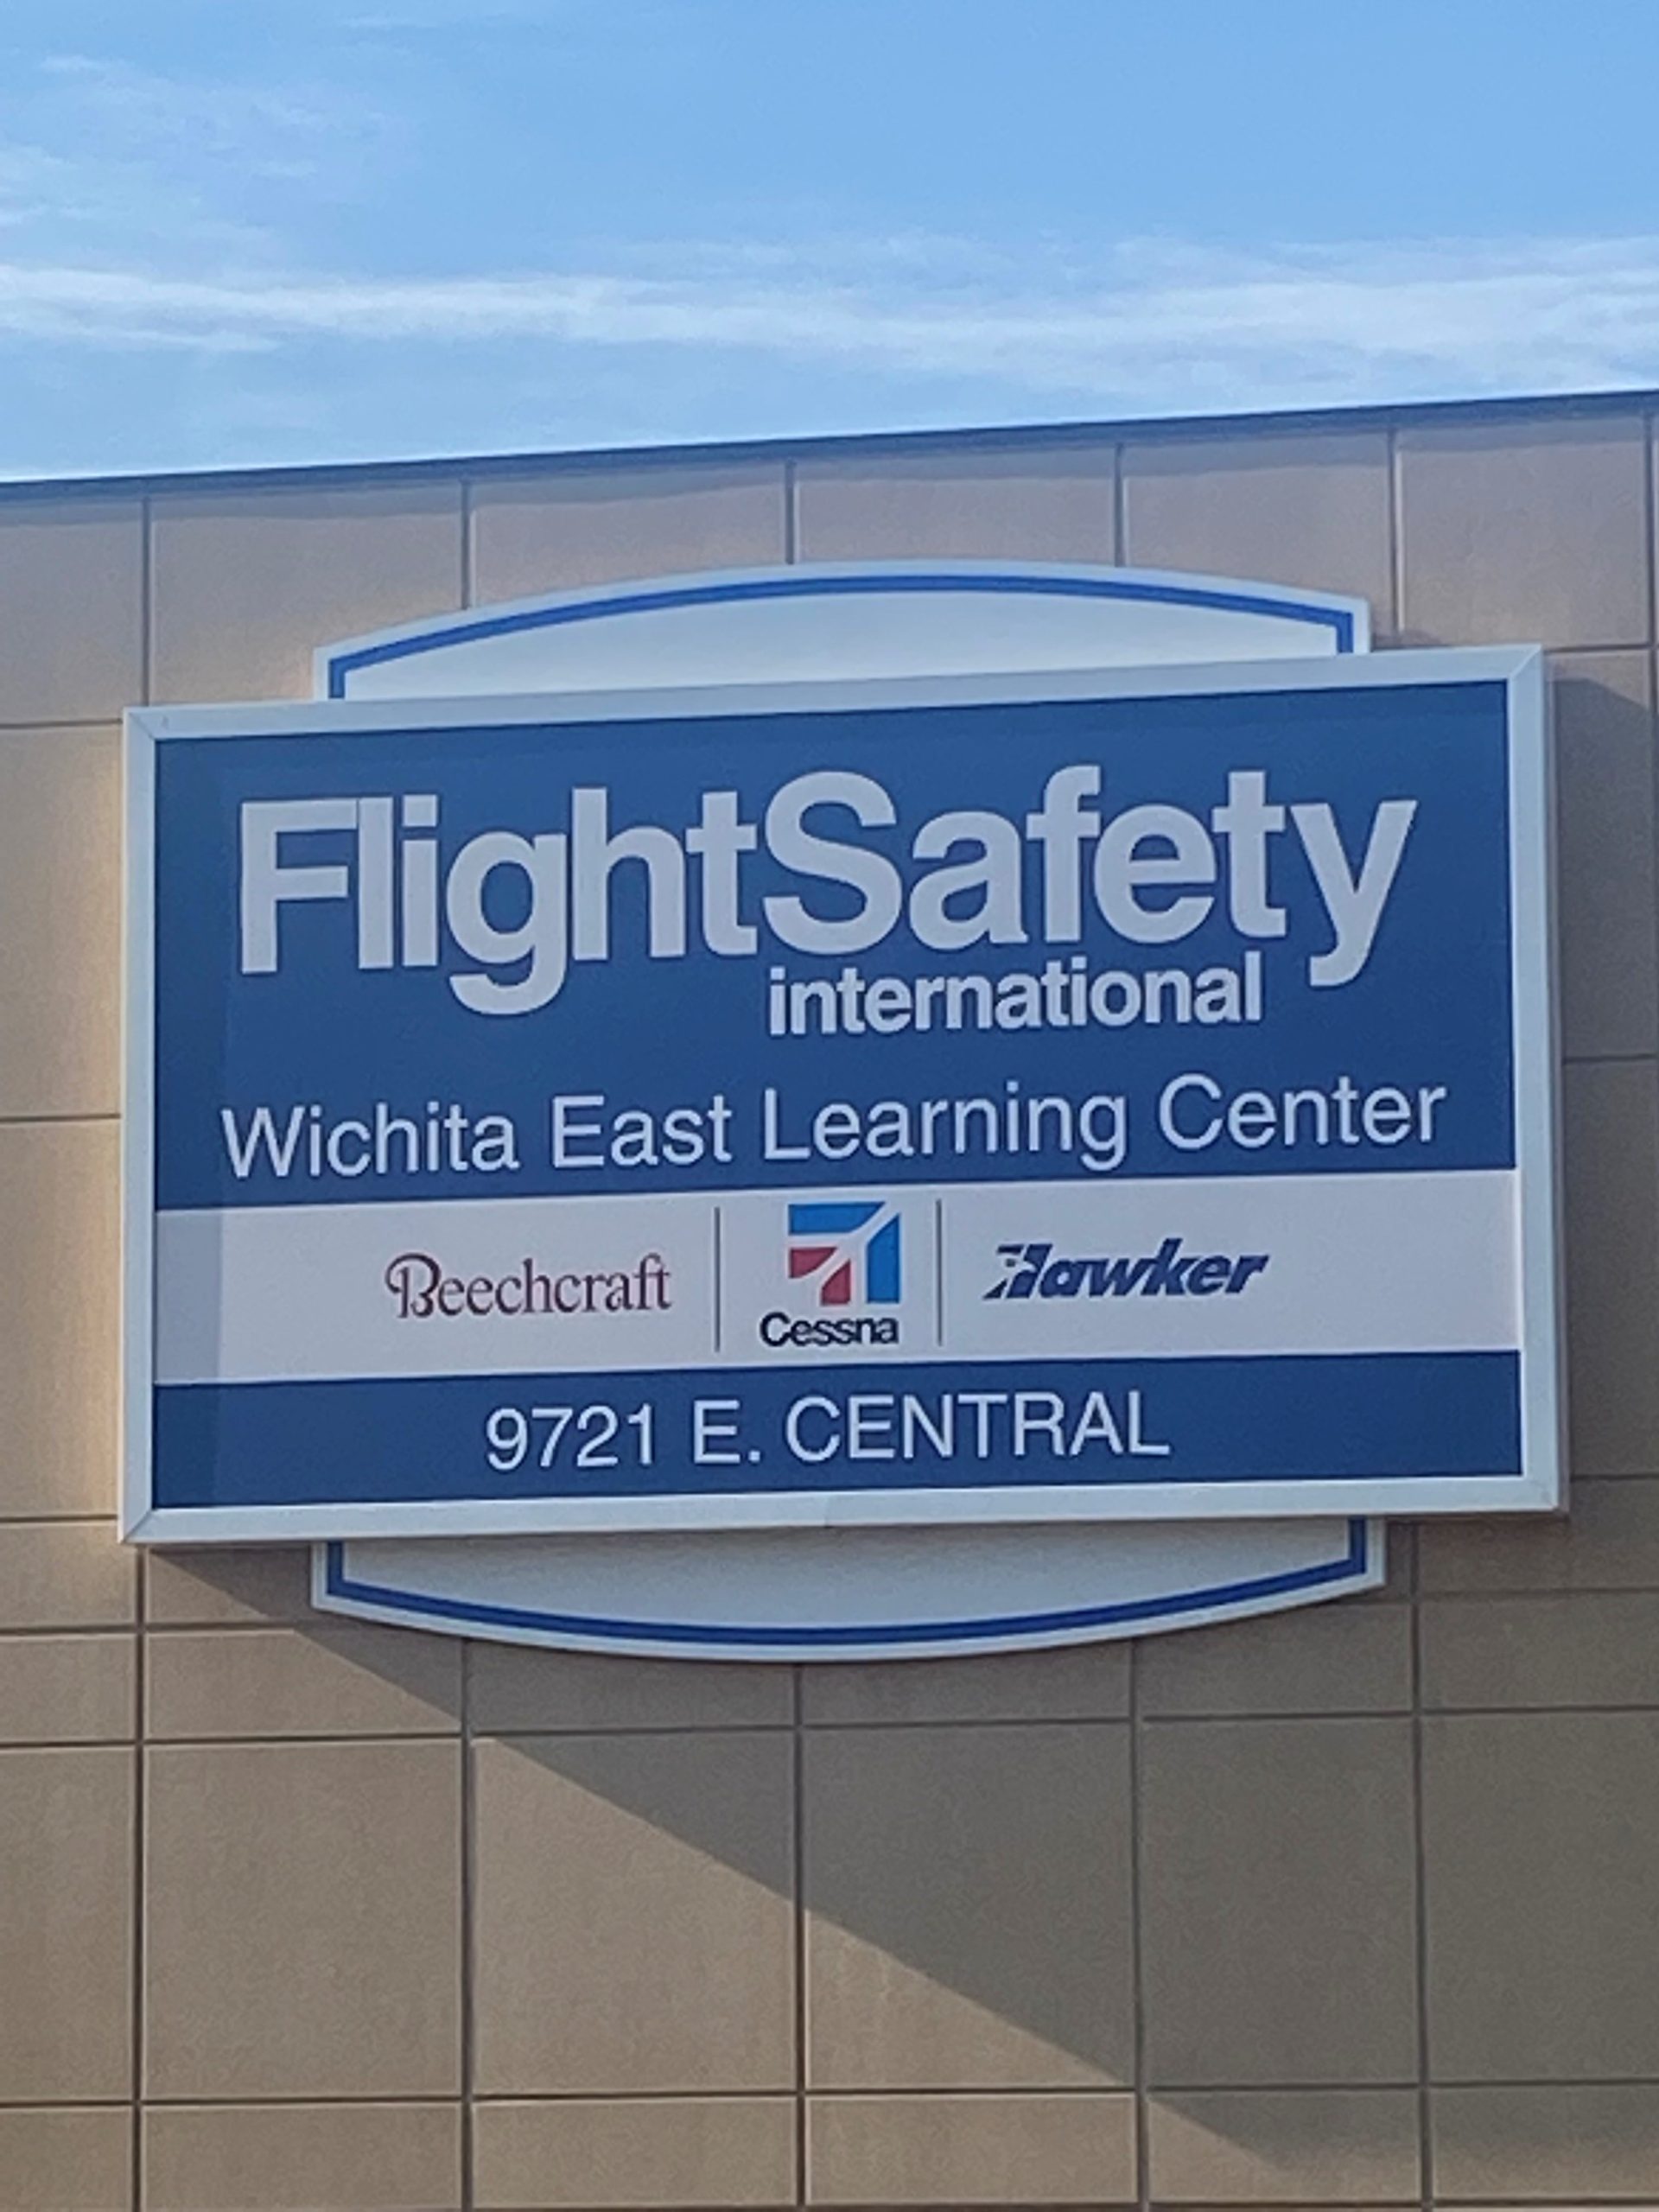 FlightSafety
international
Wichita East Learning Center
Beechcraft Cessna Hawker
9721 E. CENTRAL